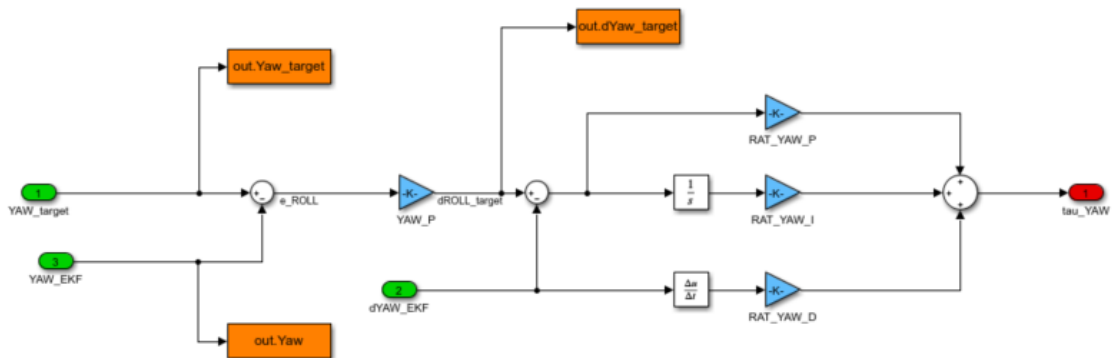 out.dYaw_target
out.Yaw_target
-K-
RAT_YAW_P
1
YAW_target
+
−
e_ROLL
-K-
YAW_P
dROLL_target
+
−
1
s
-K-
RAT_YAW_I
+
+
+
1
tau_YAW
3
YAW_EKF
2
dYAW_EKF
Δu
Δt
-K-
RAT_YAW_D
out.Yaw